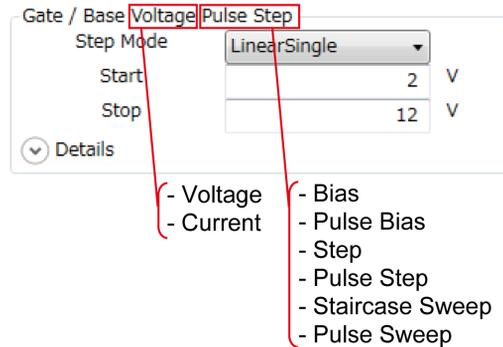 Gate / Base Voltage Pulse Step
Step Mode LinearSingle
Start 2 V
Stop 12 V
Details
- Voltage
- Current
- Bias
- Pulse Bias
- Step
- Pulse Step
- Staircase Sweep
- Pulse Sweep